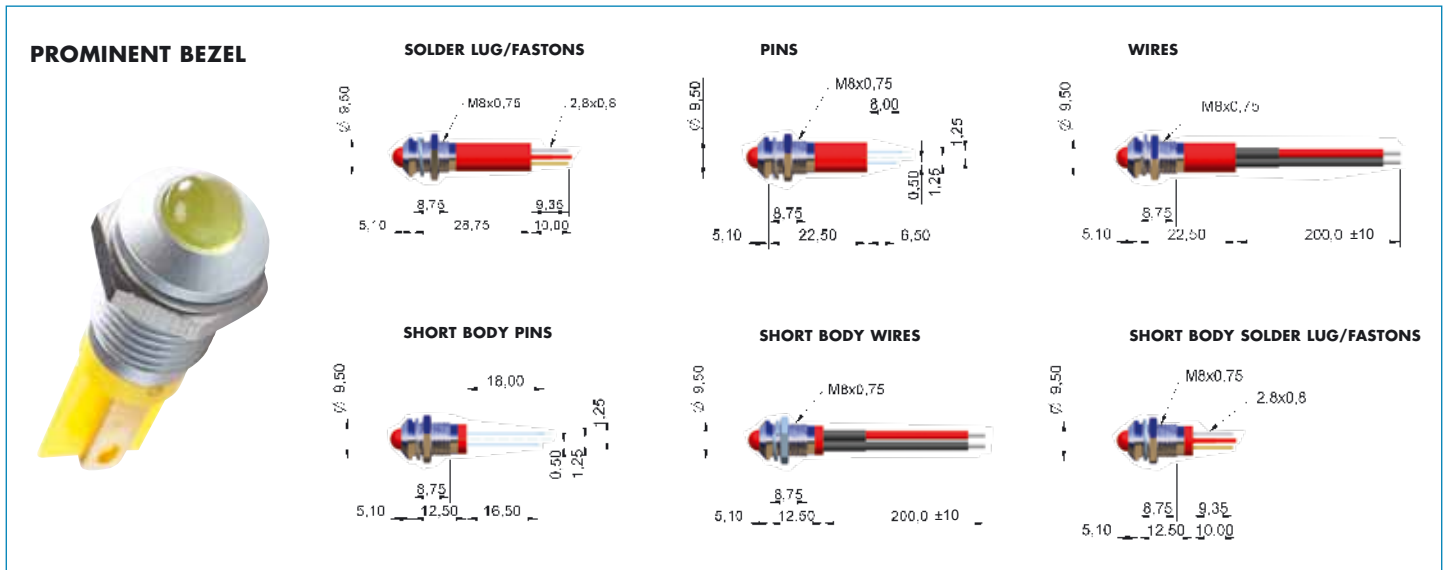 PROMINENT BEZEL
SOLDER LUG/FASTONS
Ø 9,50
M8x0,75
2,8x0,8
8,75
9,35
5,10
28,75
10,00
PINS
Ø 9,50
M8x0,75
8,00
1,25
0,50
1,25
8,75
5,10
22,50
6,50
WIRES
Ø 9,50
M8x0,75
8,75
5,10
22,50
200,0 ±10
SHORT BODY PINS
Ø 9,50
18,00
1,25
0,50
1,25
8,75
5,10
12,50
16,50
SHORT BODY WIRES
Ø 9,50
M8x0,75
8,75
5,10
12,50
200,0 ±10
SHORT BODY SOLDER LUG/FASTONS
Ø 9,50
M8x0,75
2,8x0,8
8,75
9,35
5,10
12,50
10,00